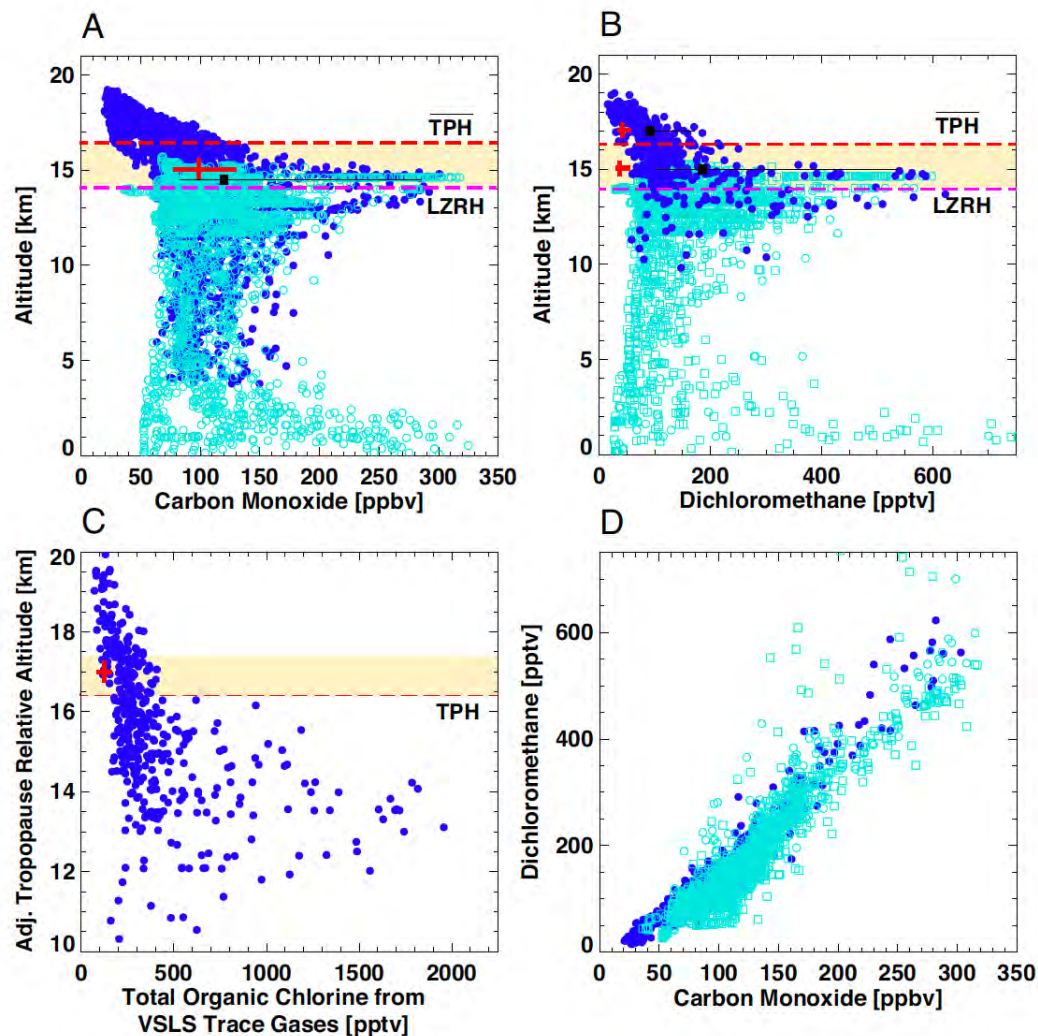 A
20
15
10
5
0
Altitude [km]
TPH
LZRH
0 50 100 150 200 250 300 350
Carbon Monoxide [ppbv]
B
20
15
10
5
0
Altitude [km]
TPH
LZRH
0 200 400 600
Dichloromethane [pptv]
C
20
18
16
14
12
10
Adj. Tropopause Relative Altitude [km]
TPH
0 500 1000 1500 2000
Total Organic Chlorine from
VSLS Trace Gases [pptv]
D
600
400
200
0
Dichloromethane [pptv]
0 50 100 150 200 250 300 350
Carbon Monoxide [ppbv]